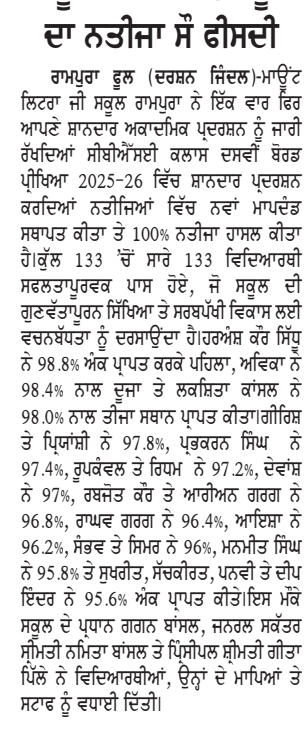 ਦਾ ਨਤੀਜਾ ਸੌ ਫੀਸਦੀ
ਰਾਮਪੁਰਾ ਫੂਲ (ਦਰਸ਼ਨ ਜਿੰਦਲ)-ਮਾਊਂਟ
ਲਿਟਰਾ ਜੀ ਸਕੂਲ ਰਾਮਪੁਰਾ ਨੇ ਇੱਕ ਵਾਰ ਫਿਰ
ਆਪਣੇ ਸ਼ਾਨਦਾਰ ਅਕਾਦਮਿਕ ਪ੍ਰਦਰਸ਼ਨ ਨੂੰ ਜਾਰੀ
ਰੱਖਦਿਆਂ ਸੀਬੀਐੱਸਈ ਕਲਾਸ ਦਸਵੀਂ ਬੋਰਡ
ਪ੍ਰੀਖਿਆ 2025-26 ਵਿੱਚ ਸ਼ਾਨਦਾਰ ਪ੍ਰਦਰਸ਼ਨ
ਕਰਦਿਆਂ ਨਤੀਜਿਆਂ ਵਿੱਚ ਨਵਾਂ ਮਾਪਦੰਡ
ਸਥਾਪਤ ਕੀਤਾ ਤੇ 100% ਨਤੀਜਾ ਹਾਸਲ ਕੀਤਾ
ਹੈ।ਕੁੱਲ 133 'ਚੋਂ ਸਾਰੇ 133 ਵਿਦਿਆਰਥੀ
ਸਫਲਤਾਪੂਰਵਕ ਪਾਸ ਹੋਏ, ਜੋ ਸਕੂਲ ਦੀ
ਗੁਣਵੱਤਾਪੂਰਨ ਸਿੱਖਿਆ ਤੇ ਸਰਬਪੱਖੀ ਵਿਕਾਸ ਲਈ
ਵਚਨਬੱਧਤਾ ਨੂੰ ਦਰਸਾਉਂਦਾ ਹੈ।ਹਰਅੰਸ਼ ਕੌਰ ਸਿੱਧੂ
ਨੇ 98.8% ਅੰਕ ਪ੍ਰਾਪਤ ਕਰਕੇ ਪਹਿਲਾ, ਅਵਿਕਾ ਨੇ
98.4% ਨਾਲ ਦੂਜਾ ਤੇ ਲਕਸ਼ਿਤਾ ਕਾਂਸਲ ਨੇ
98.0% ਨਾਲ ਤੀਜਾ ਸਥਾਨ ਪ੍ਰਾਪਤ ਕੀਤਾ।ਗੀਰਿਸ਼
ਤੇ ਪ੍ਰਿਯਾਂਸ਼ੀ ਨੇ 97.8%, ਪ੍ਰਭਕਰਨ ਸਿੰਘ ਨੇ
97.4%, ਰੂਪਕੰਵਲ ਤੇ ਰਿਧਮ ਨੇ 97.2%, ਦੇਵਾਂਸ਼
ਨੇ 97%, ਰਬਜੋਤ ਕੌਰ ਤੇ ਆਰੀਅਨ ਗਰਗ ਨੇ
96.8%, ਰਾਘਵ ਗਰਗ ਨੇ 96.4%, ਆਇਸ਼ਾ ਨੇ
96.2%, ਸੰਭਵ ਤੇ ਸਿਮਰ ਨੇ 96%, ਮਨਮੀਤ ਸਿੰਘ
ਨੇ 95.8% ਤੇ ਸੁਖਰੀਤ, ਸੱਚਕੀਰਤ, ਪਨਵੀ ਤੇ ਦੀਪ
ਇੰਦਰ ਨੇ 95.6% ਅੰਕ ਪ੍ਰਾਪਤ ਕੀਤੇ।ਇਸ ਮੌਕੇ
ਸਕੂਲ ਦੇ ਪ੍ਰਧਾਨ ਗਗਨ ਬਾਂਸਲ, ਜਨਰਲ ਸਕੱਤਰ
ਸ੍ਰੀਮਤੀ ਨਮਿਤਾ ਬਾਂਸਲ ਤੇ ਪ੍ਰਿੰਸੀਪਲ ਸ਼੍ਰੀਮਤੀ ਗੀਤਾ
ਪਿੱਲੇ ਨੇ ਵਿਦਿਆਰਥੀਆਂ, ਉਨ੍ਹਾਂ ਦੇ ਮਾਪਿਆਂ ਤੇ
ਸਟਾਫ ਨੂੰ ਵਧਾਈ ਦਿੱਤੀ।